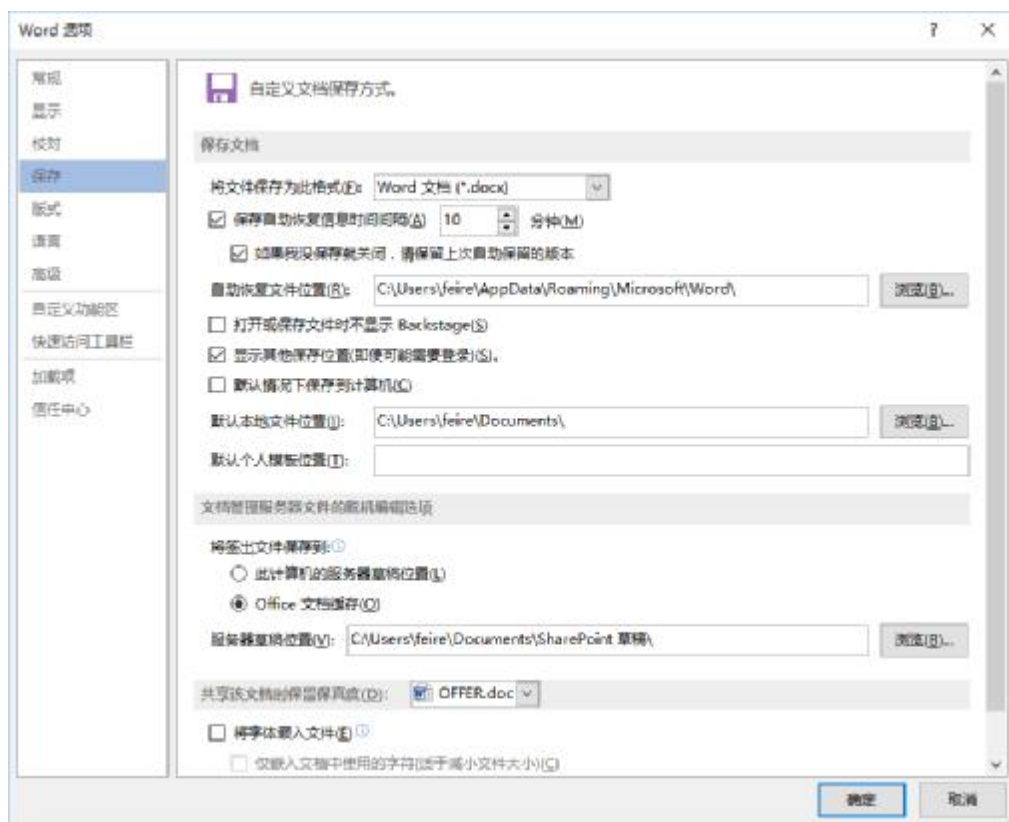 Word 选项
?
常规
显示
校对
保存
版式
语言
高级
自定义功能区
快速访问工具栏
加载项
信任中心
自定义文档保存方式。
保存文档
将文件保存为此格式(F): Word 文档 (*.docx)
保存自动恢复信息时间间隔(A) 10 分钟(M)
如果我没保存就关闭，请保留上次自动保留的版本
自动恢复文件位置(R): C:\Users\feire\AppData\Roaming\Microsoft\Word\ 浏览(B)...
打开或保存文件时不显示 Backstage(S)
显示其他保存位置(即使可能需要登录)(S)。
默认情况下保存到计算机(C)
默认本地文件位置(I): C:\Users\feire\Documents\ 浏览(B)...
默认个人模板位置(T):
文档管理服务器文件的脱机编辑选项
将签出文件保存到:
此计算机的服务器草稿位置(L)
Office 文档缓存(O)
服务器草稿位置(V): C:\Users\feire\Documents\SharePoint 草稿\ 浏览(B)...
共享该文档时保留保真度(D): OFFER.doc
将字体嵌入文件(E)
仅嵌入文档中使用的字符(适于减小文件大小)(C)
确定 取消